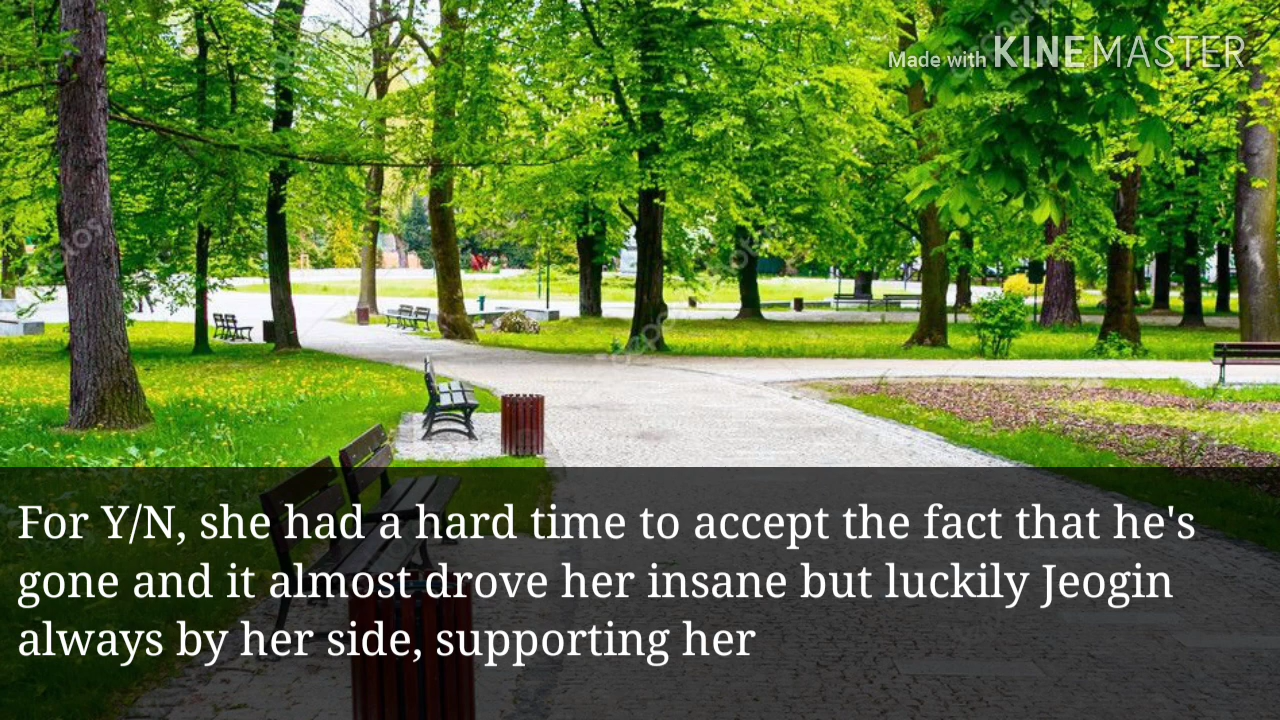 Made with KINEMASTER
For Y/N, she had a hard time to accept the fact that he's
gone and it almost drove her insane but luckily Jeogin
always by her side, supporting her